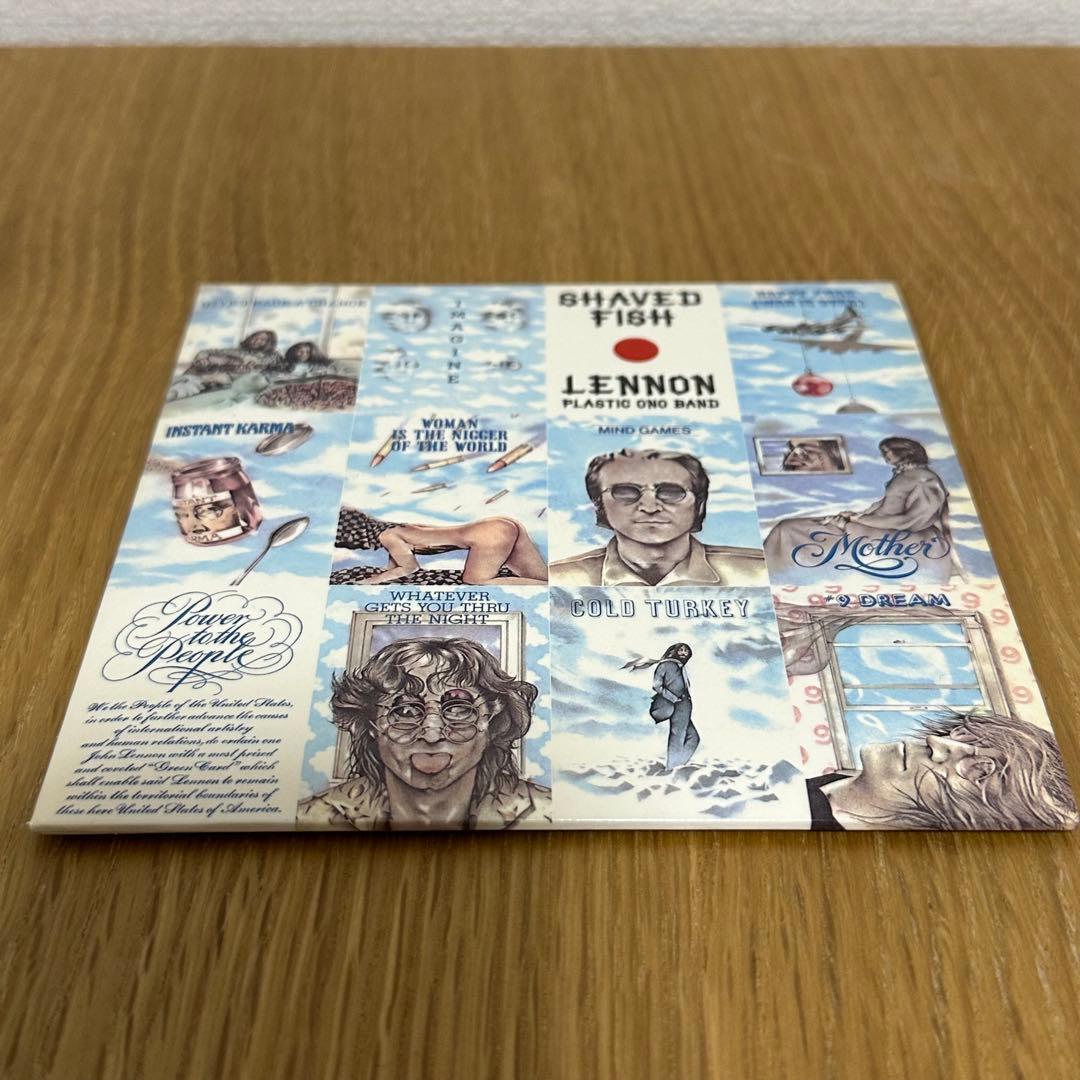 IMAGINE
SHAVED
FISH
LENNON
PLASTIC ONO BAND
INSTANT KARMA
WOMAN
IS THE NIGGER
OF THE WORLD
MIND GAMES
Mother
Power
to the
People
We the People of the United States,
in order to further advance the causes
of international artistry
and human relations, do ordain one
John Lennon with a most prized
and coveted "Green Card" which
shall enable said Lennon to remain
within the territorial boundaries of
these here United States of America.
WHATEVER
GETS YOU THRU
THE NIGHT
COLD TURKEY
#9 DREAM